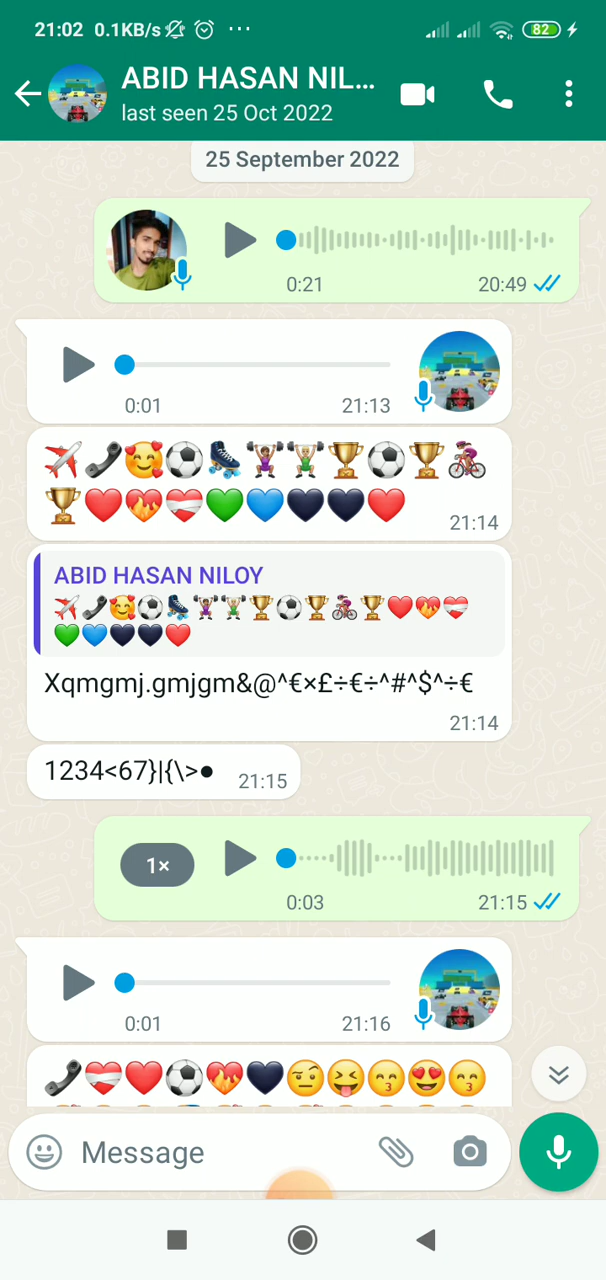 21:02 0.1KB/s ... 82
ABID HASAN NIL...
last seen 25 Oct 2022
25 September 2022
0:21 20:49
0:01 21:13
✈️📞🥰⚽🛼🏋🏽‍♀️🏋🏼‍♂️🏆⚽🏆🚴🏽‍♀️
🏆❤️❤️‍🔥❤️‍🩹💚💙🖤🖤❤️
21:14
ABID HASAN NILOY
✈️📞🥰⚽🛼🏋🏽‍♀️🏋🏼‍♂️🏆⚽🏆🚴🏽‍♀️🏆❤️❤️‍🔥❤️‍🩹
💚💙🖤🖤❤️
Xqmgmj.gmjgm&@^€×£÷€÷^#^$^÷€
21:14
1234<67}|{\>● 21:15
1×
0:03 21:15
0:01 21:16
📞❤️‍🩹❤️⚽❤️‍🔥🖤🤨😝😙😍😙
Message